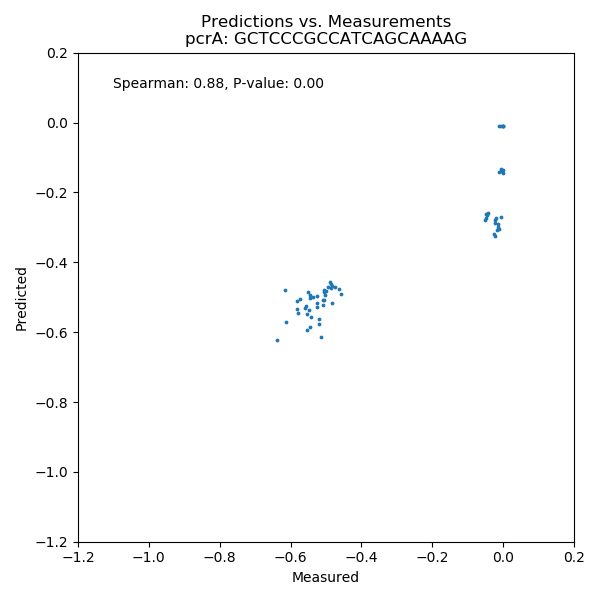 Predictions vs. Measurements
pcrA: GCTCCCGCCATCAGCAAAAG
Spearman: 0.88, P-value: 0.00
0.2
0.0
−0.2
−0.4
−0.6
−0.8
−1.0
−1.2
Predicted
−1.2 −1.0 −0.8 −0.6 −0.4 −0.2 0.0 0.2
Measured